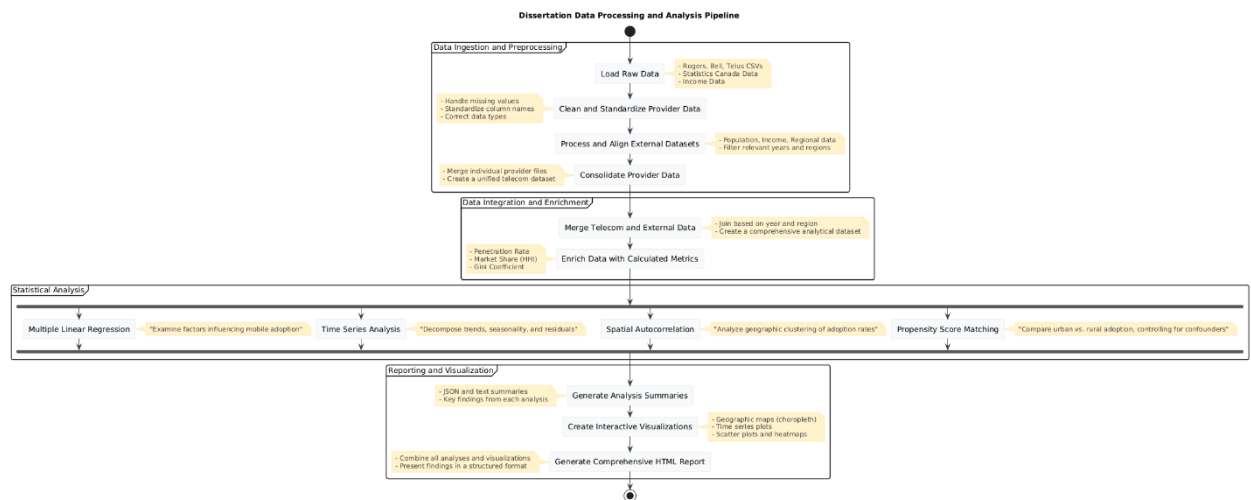 Dissertation Data Processing and Analysis Pipeline
Data Ingestion and Preprocessing
Load Raw Data
- Rogers, Bell, Telus CSVs
- Statistics Canada Data
- Income Data
- Handle missing values
- Standardize column names
- Correct data types
Clean and Standardize Provider Data
Process and Align External Datasets
- Population, Income, Regional data
- Filter relevant years and regions
- Merge individual provider files
- Create a unified telecom dataset
Consolidate Provider Data
Data Integration and Enrichment
Merge Telecom and External Data
- Join based on year and region
- Create a comprehensive analytical dataset
- Penetration Rate
- Market Share (HHI)
- Gini Coefficient
Enrich Data with Calculated Metrics
Statistical Analysis
Multiple Linear Regression
"Examine factors influencing mobile adoption"
Time Series Analysis
"Decompose trends, seasonality, and residuals"
Spatial Autocorrelation
"Analyze geographic clustering of adoption rates"
Propensity Score Matching
"Compare urban vs. rural adoption, controlling for confounders"
Reporting and Visualization
- JSON and text summaries
- Key findings from each analysis
Generate Analysis Summaries
Create Interactive Visualizations
- Geographic maps (choropleth)
- Time series plots
- Scatter plots and heatmaps
- Combine all analyses and visualizations
- Present findings in a structured format
Generate Comprehensive HTML Report